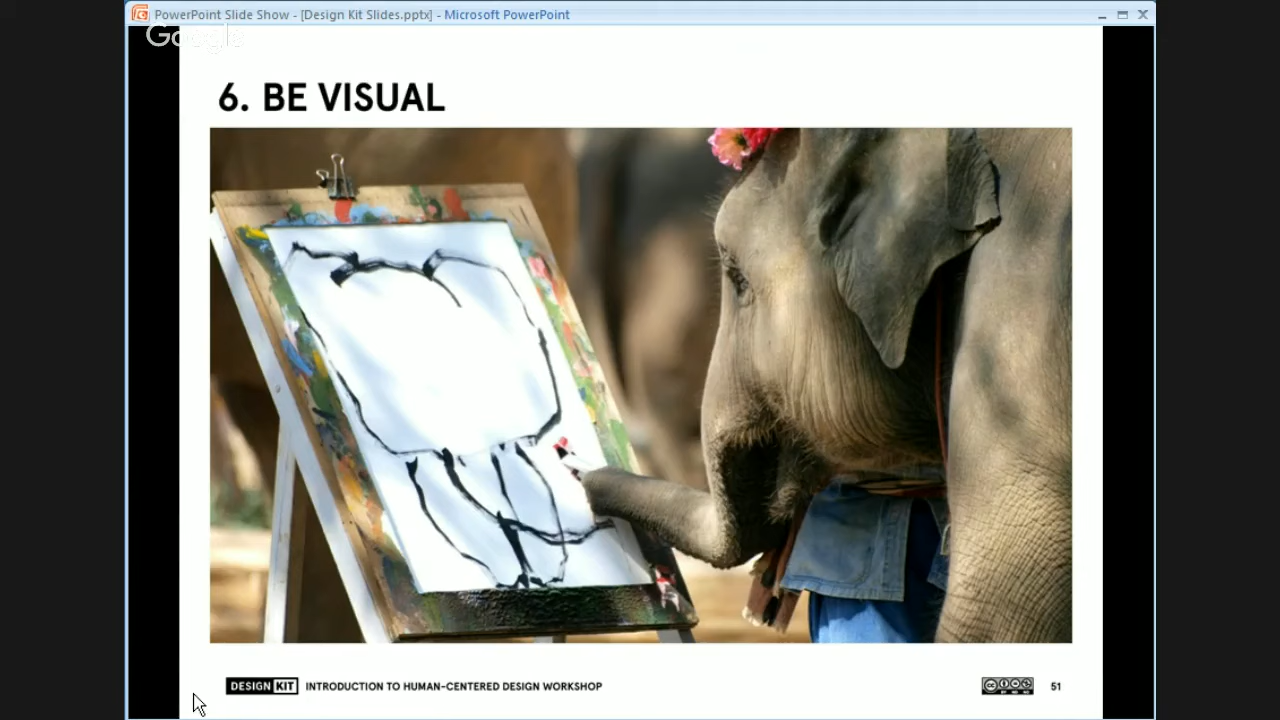 PowerPoint Slide Show - [Design Kit Slides.pptx] - Microsoft PowerPoint
Google
6. BE VISUAL
DESIGN KIT INTRODUCTION TO HUMAN-CENTERED DESIGN WORKSHOP
51